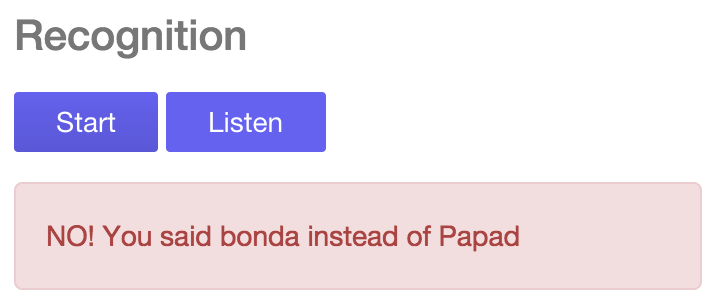 Recognition
Start Listen
NO! You said bonda instead of Papad